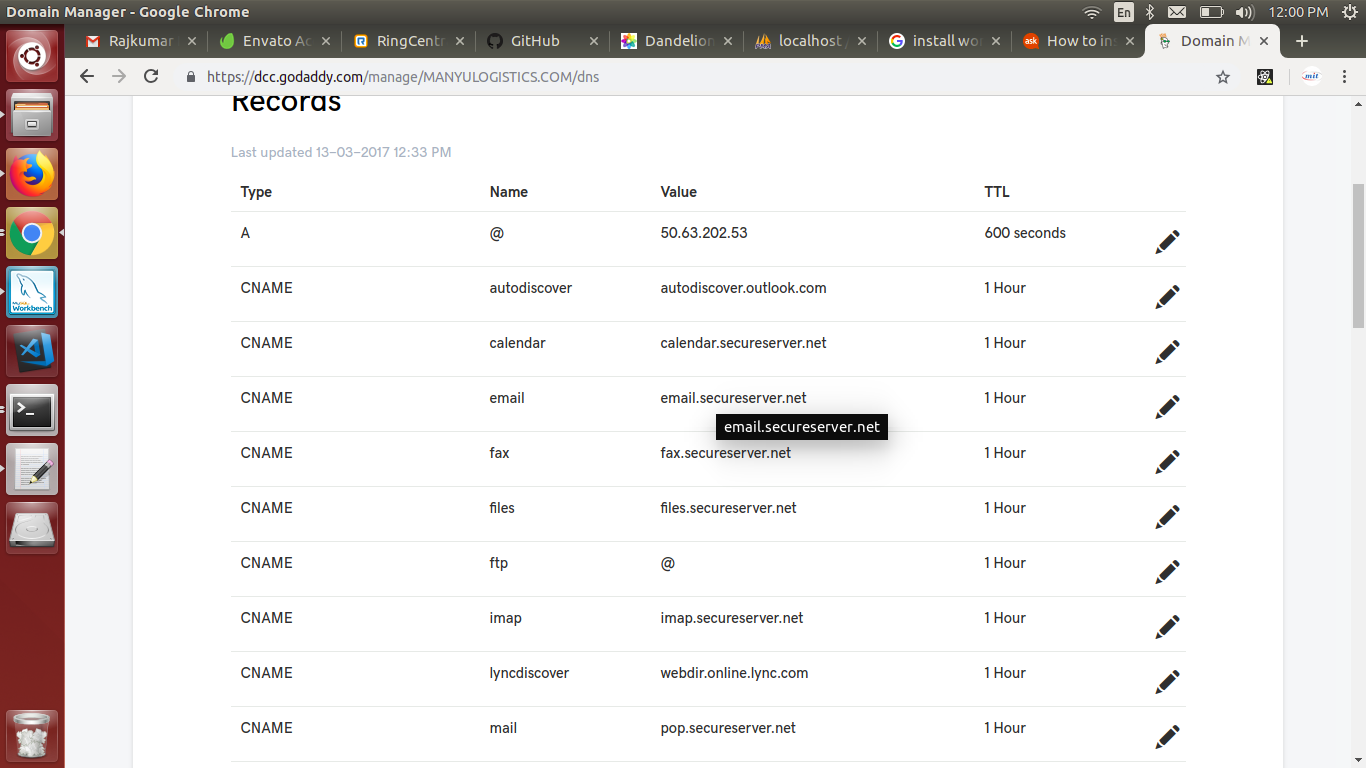 Domain Manager - Google Chrome
En
12:00 PM
Rajkumar
Envato Ac
RingCentr
GitHub
Dandelion
localhost /
install wo
ask
How to ins
Domain M
https://dcc.godaddy.com/manage/MANYULOGISTICS.COM/dns
mit
Records
Last updated 13-03-2017 12:33 PM
Type Name Value TTL
A @ 50.63.202.53 600 seconds
CNAME autodiscover autodiscover.outlook.com 1 Hour
CNAME calendar calendar.secureserver.net 1 Hour
CNAME email email.secureserver.net 1 Hour
email.secureserver.net
CNAME fax fax.secureserver.net 1 Hour
CNAME files files.secureserver.net 1 Hour
CNAME ftp @ 1 Hour
CNAME imap imap.secureserver.net 1 Hour
CNAME lyncdiscover webdir.online.lync.com 1 Hour
CNAME mail pop.secureserver.net 1 Hour
Workbench